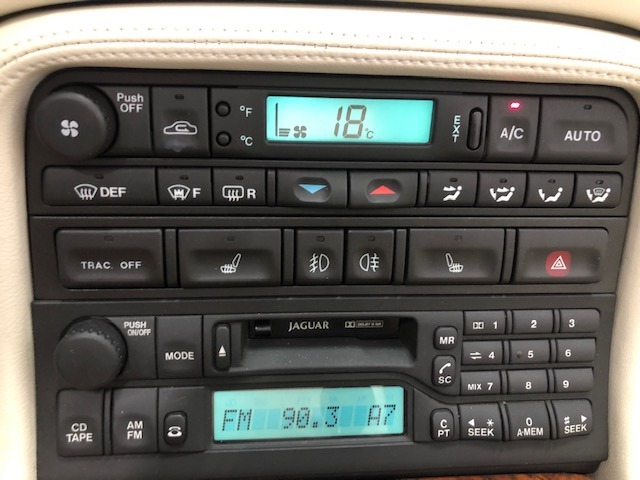 Push OFF
°F
°C
18°C
EXT
A/C
AUTO
DEF
F
R
TRAC. OFF
PUSH ON/OFF
MODE
JAGUAR DOLBY B NR
MR
1 2 3
SC
4 5 6
MIX 7 8 9
CD TAPE
AM FM
FM 90.3 A7
C PT
* SEEK
0 A-MEM
# SEEK